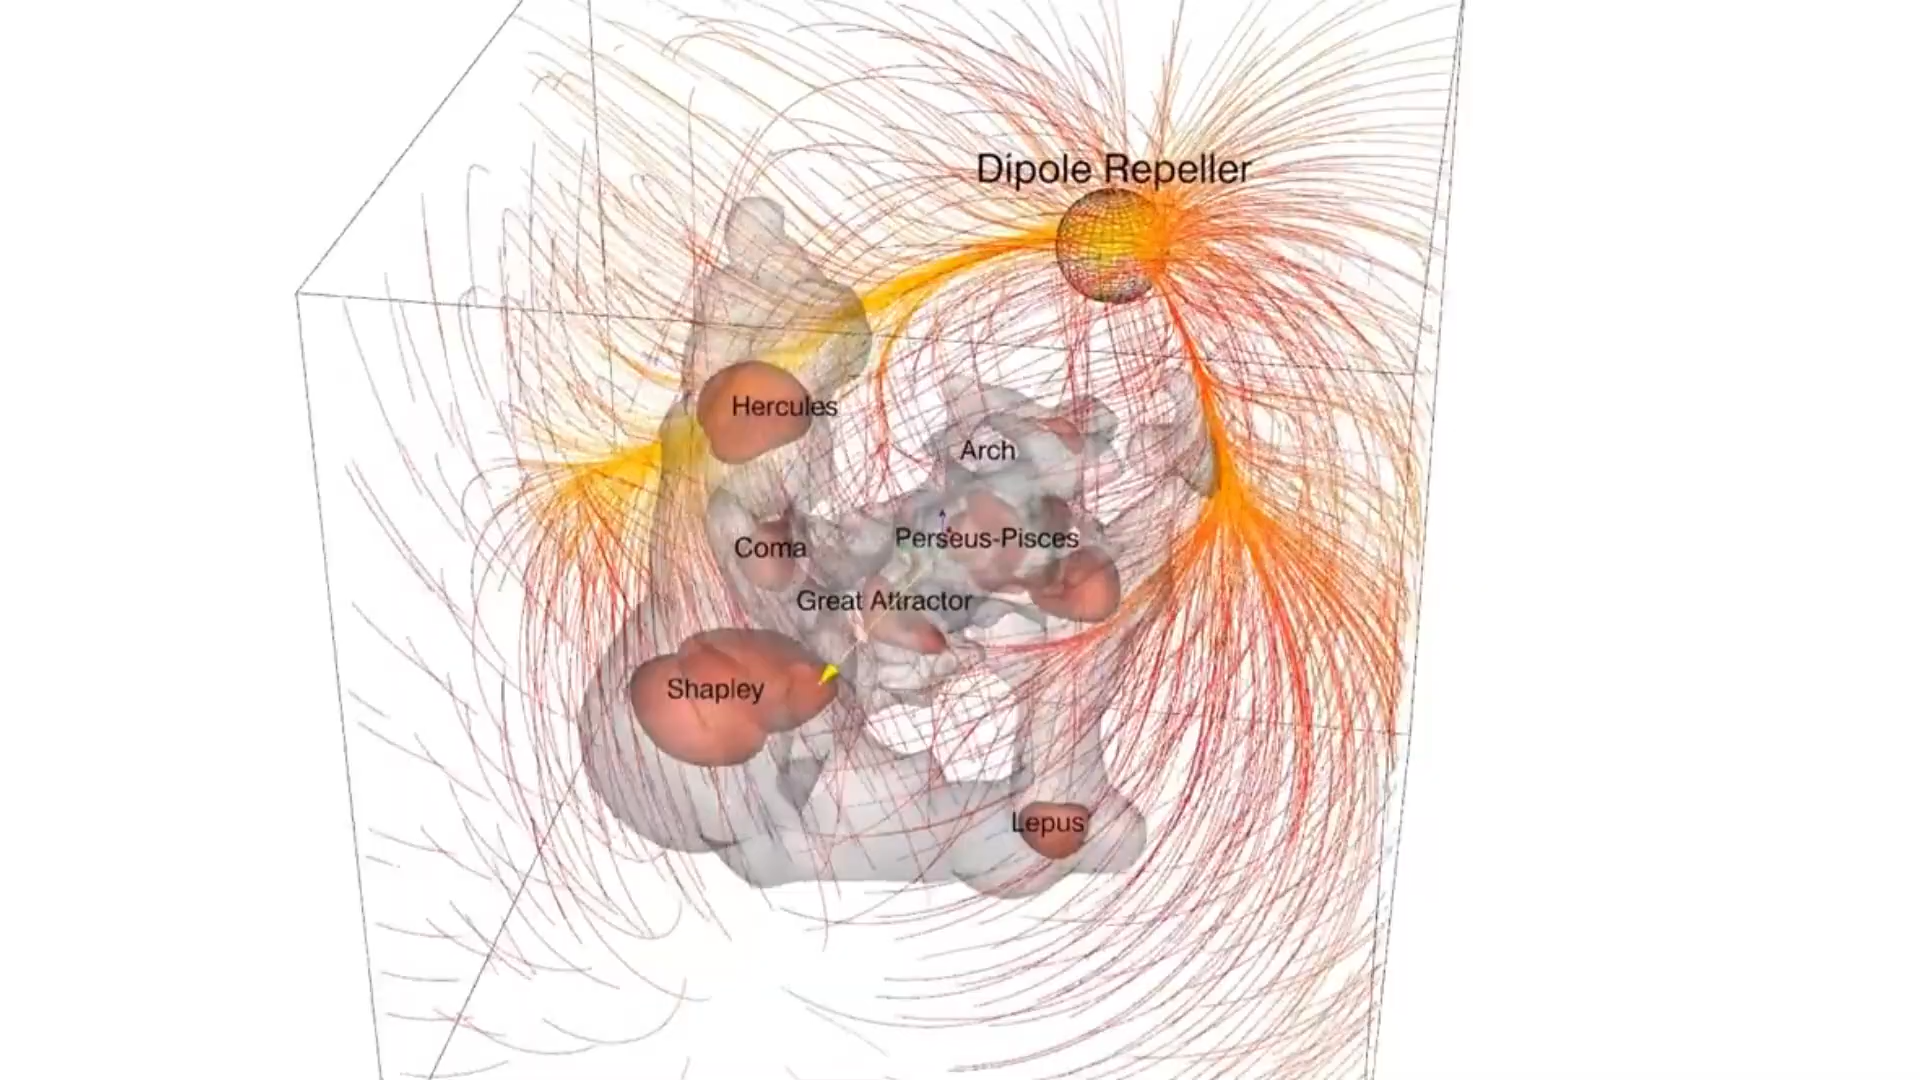 Dipole Repeller
Hercules
Arch
Perseus-Pisces
Coma
Great Attractor
Shapley
Lepus